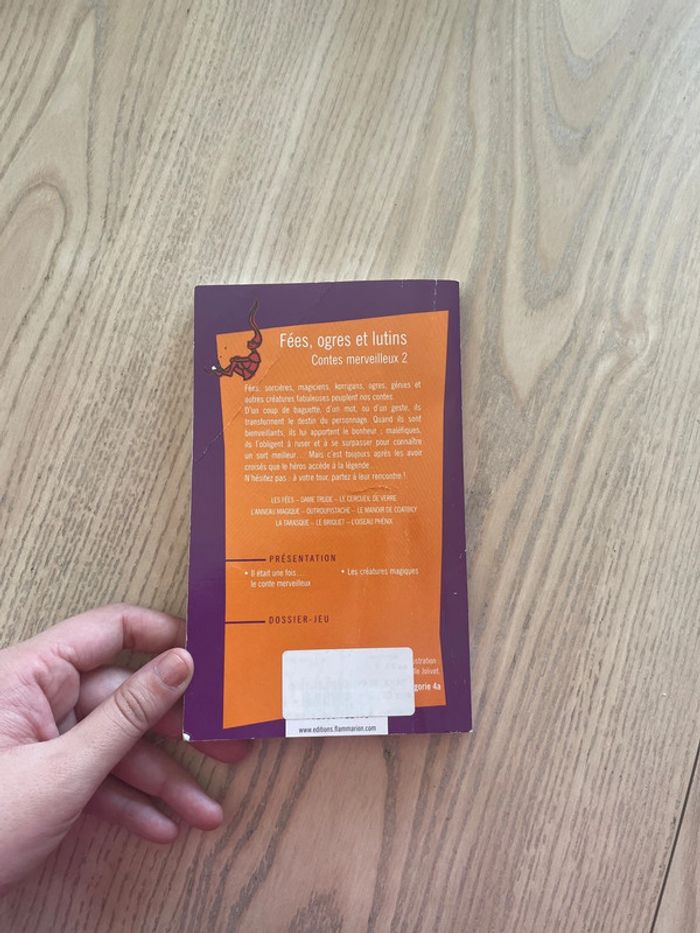 Fées, ogres et lutins
Contes merveilleux 2
Fées, sorcières, magiciens, korrigans, ogres, génies et
autres créatures fabuleuses peuplent nos contes.
D'un coup de baguette, d'un mot, ou d'un geste, ils
transforment le destin du personnage. Quand ils sont
bienveillants, ils lui apportent le bonheur ; maléfiques,
ils l'obligent à ruser et à se surpasser pour connaître
un sort meilleur... Mais c'est toujours après les avoir
croisés que le héros accède à la légende...
N'hésitez pas : à votre tour, partez à leur rencontre !
LES FÉES – DAME TRUDE – LE CERCUEIL DE VERRE
L'ANNEAU MAGIQUE – OUTROUPISTACHE – LE MANOIR DE COATBILY
LA TARASQUE – LE BRIQUET – L'OISEAU PHÉNIX
PRÉSENTATION
• Il était une fois...
le conte merveilleux
• Les créatures magiques
DOSSIER-JEU
ustration
lle Jolivet
gorie 4a
www.editions.flammarion.com